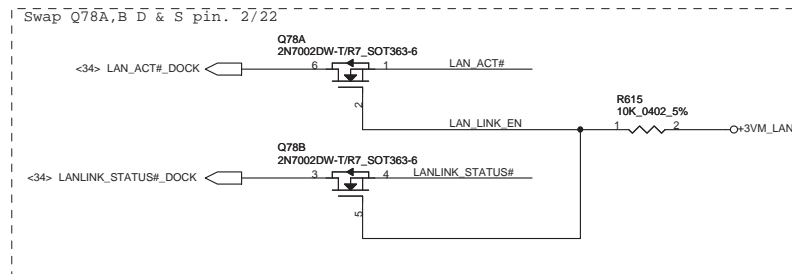 Swap Q78A,B D & S pin. 2/22
Q78A
2N7002DW-T/R7_SOT363-6
<34> LAN_ACT#_DOCK
6
1
LAN_ACT#
2
LAN_LINK_EN
R615
10K_0402_5%
1
2
+3VM_LAN
Q78B
2N7002DW-T/R7_SOT363-6
<34> LANLINK_STATUS#_DOCK
3
4
LANLINK_STATUS#
5